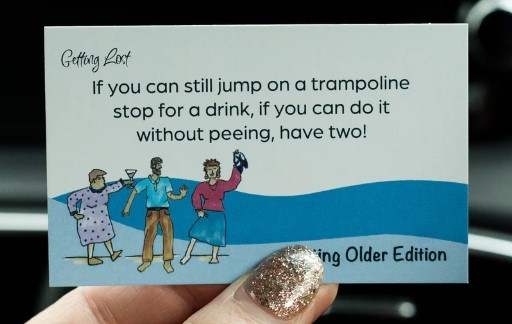 Getting Lost
If you can still jump on a trampoline
stop for a drink, if you can do it
without peeing, have two!
Older Edition